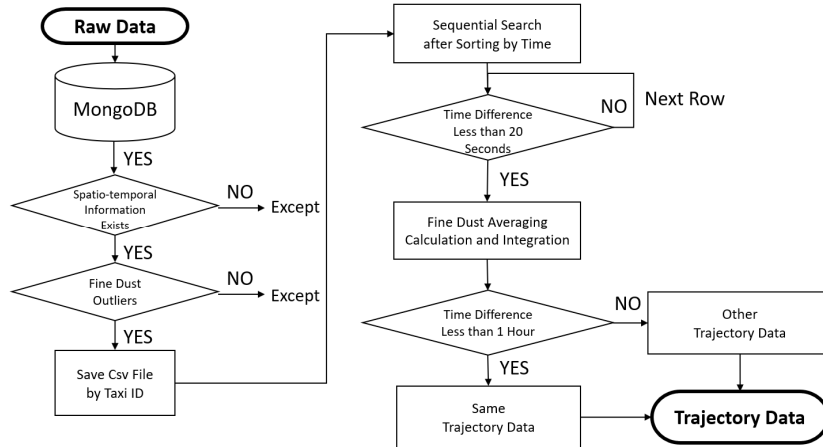 Raw Data
MongoDB
YES
Spatio-temporal
Information
Exists
NO
Except
YES
Fine Dust
Outliers
NO
Except
YES
Save Csv File
by Taxi ID
Sequential Search
after Sorting by Time
Time Difference
Less than 20
Seconds
NO
Next Row
YES
Fine Dust Averaging
Calculation and Integration
Time Difference
Less than 1 Hour
NO
Other
Trajectory Data
YES
Same
Trajectory Data
Trajectory Data